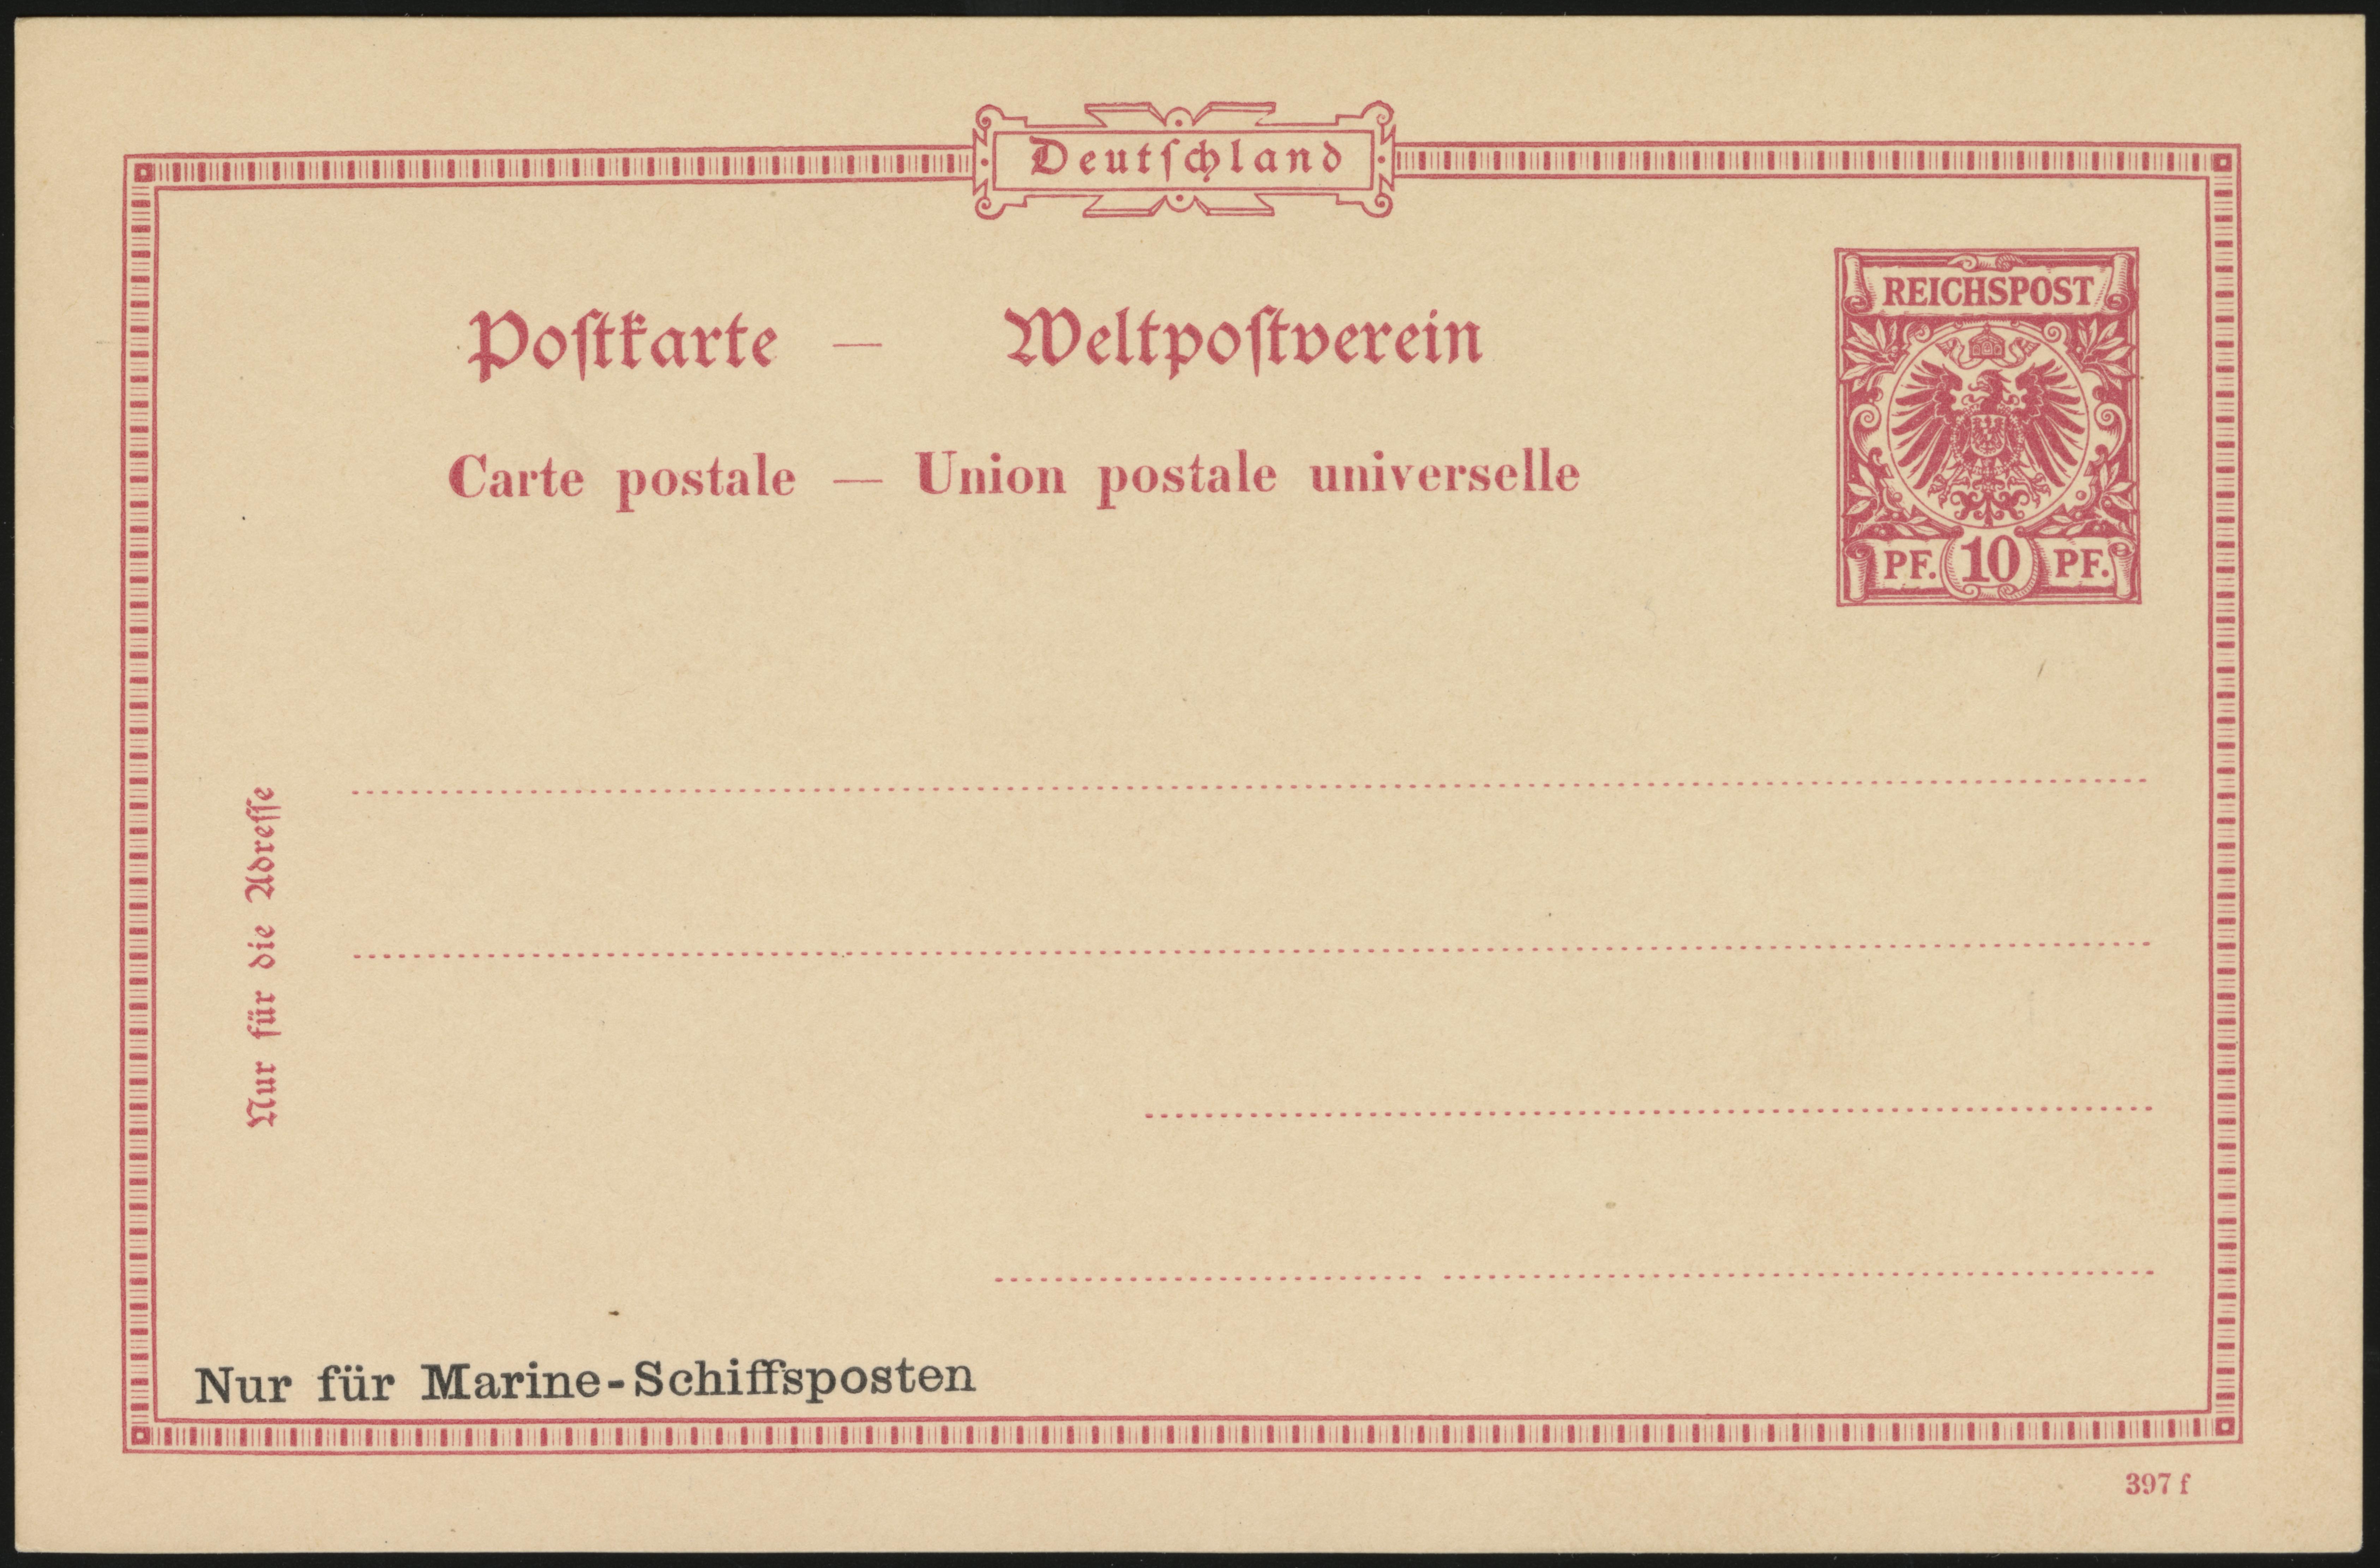 Deutſchland
REICHSPOST
Poſtkarte — Weltpoſtverein
Carte postale — Union postale universelle
PF. 10 PF.
Nur für die Adreſſe
Nur für Marine-Schiffsposten
397 f